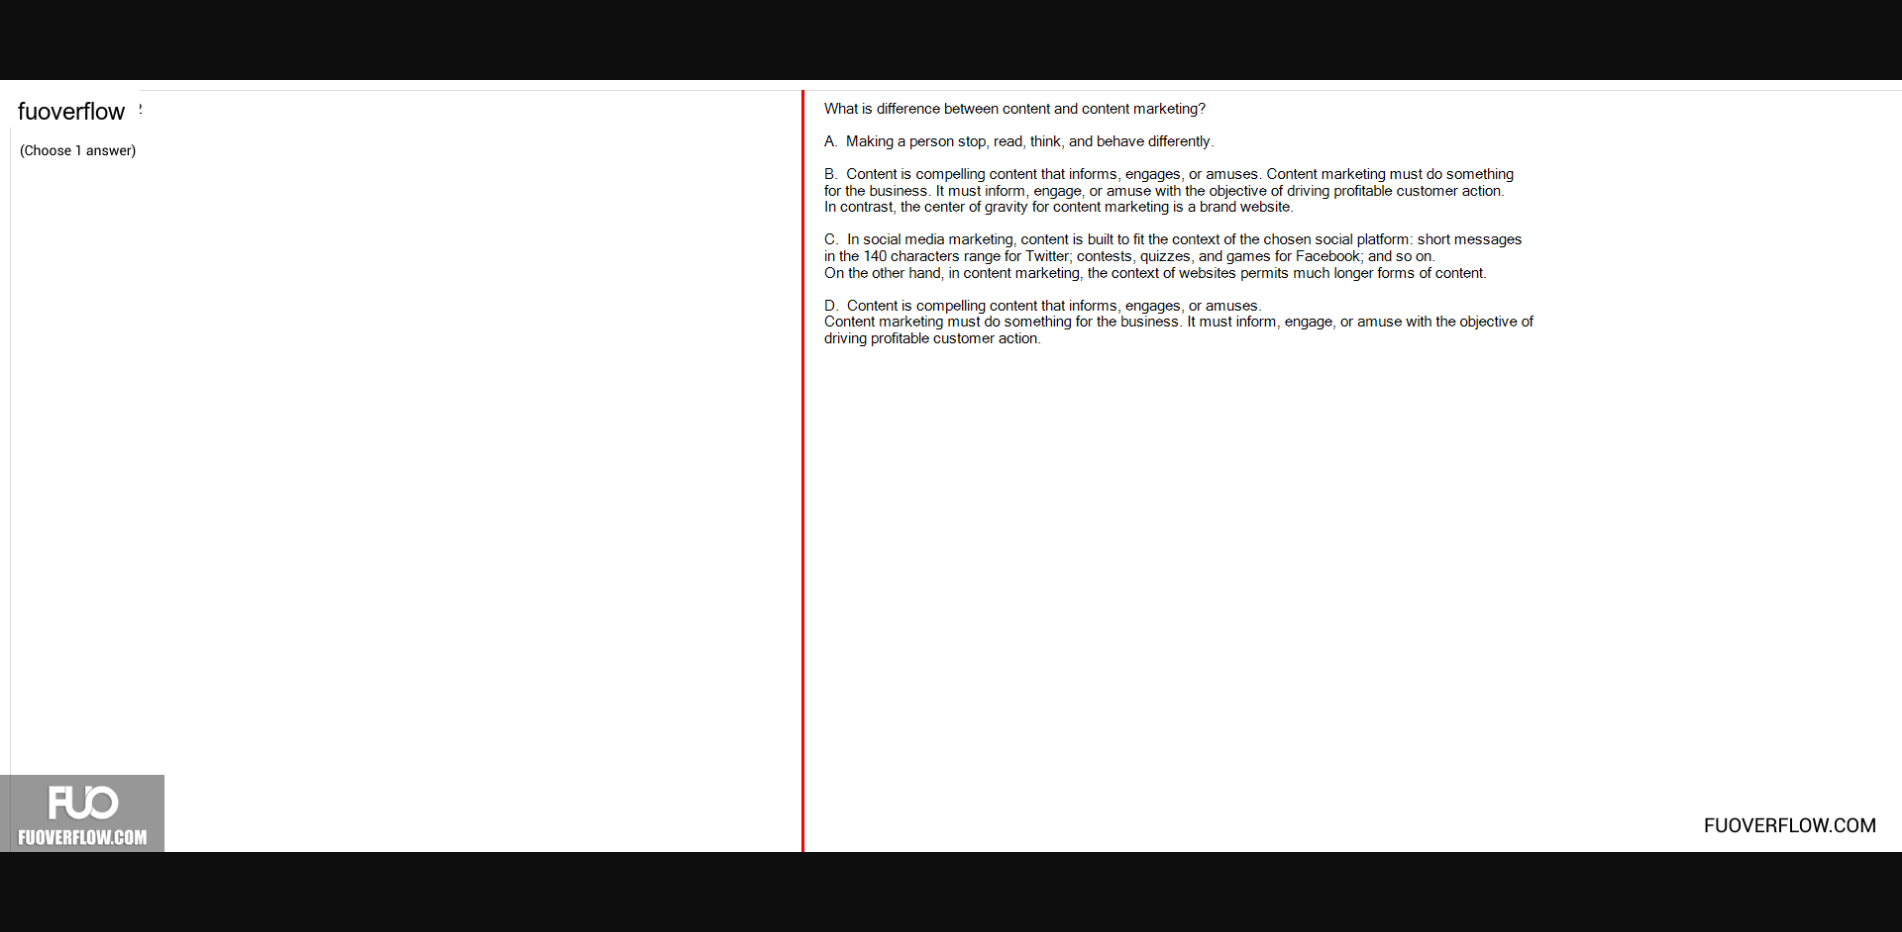 fuoverflow
(Choose 1 answer)
What is difference between content and content marketing?
A. Making a person stop, read, think, and behave differently.
B. Content is compelling content that informs, engages, or amuses. Content marketing must do something
for the business. It must inform, engage, or amuse with the objective of driving profitable customer action.
In contrast, the center of gravity for content marketing is a brand website.
C. In social media marketing, content is built to fit the context of the chosen social platform: short messages
in the 140 characters range for Twitter; contests, quizzes, and games for Facebook; and so on.
On the other hand, in content marketing, the context of websites permits much longer forms of content.
D. Content is compelling content that informs, engages, or amuses.
Content marketing must do something for the business. It must inform, engage, or amuse with the objective of
driving profitable customer action.
FUO
FUOVERFLOW.COM
FUOVERFLOW.COM